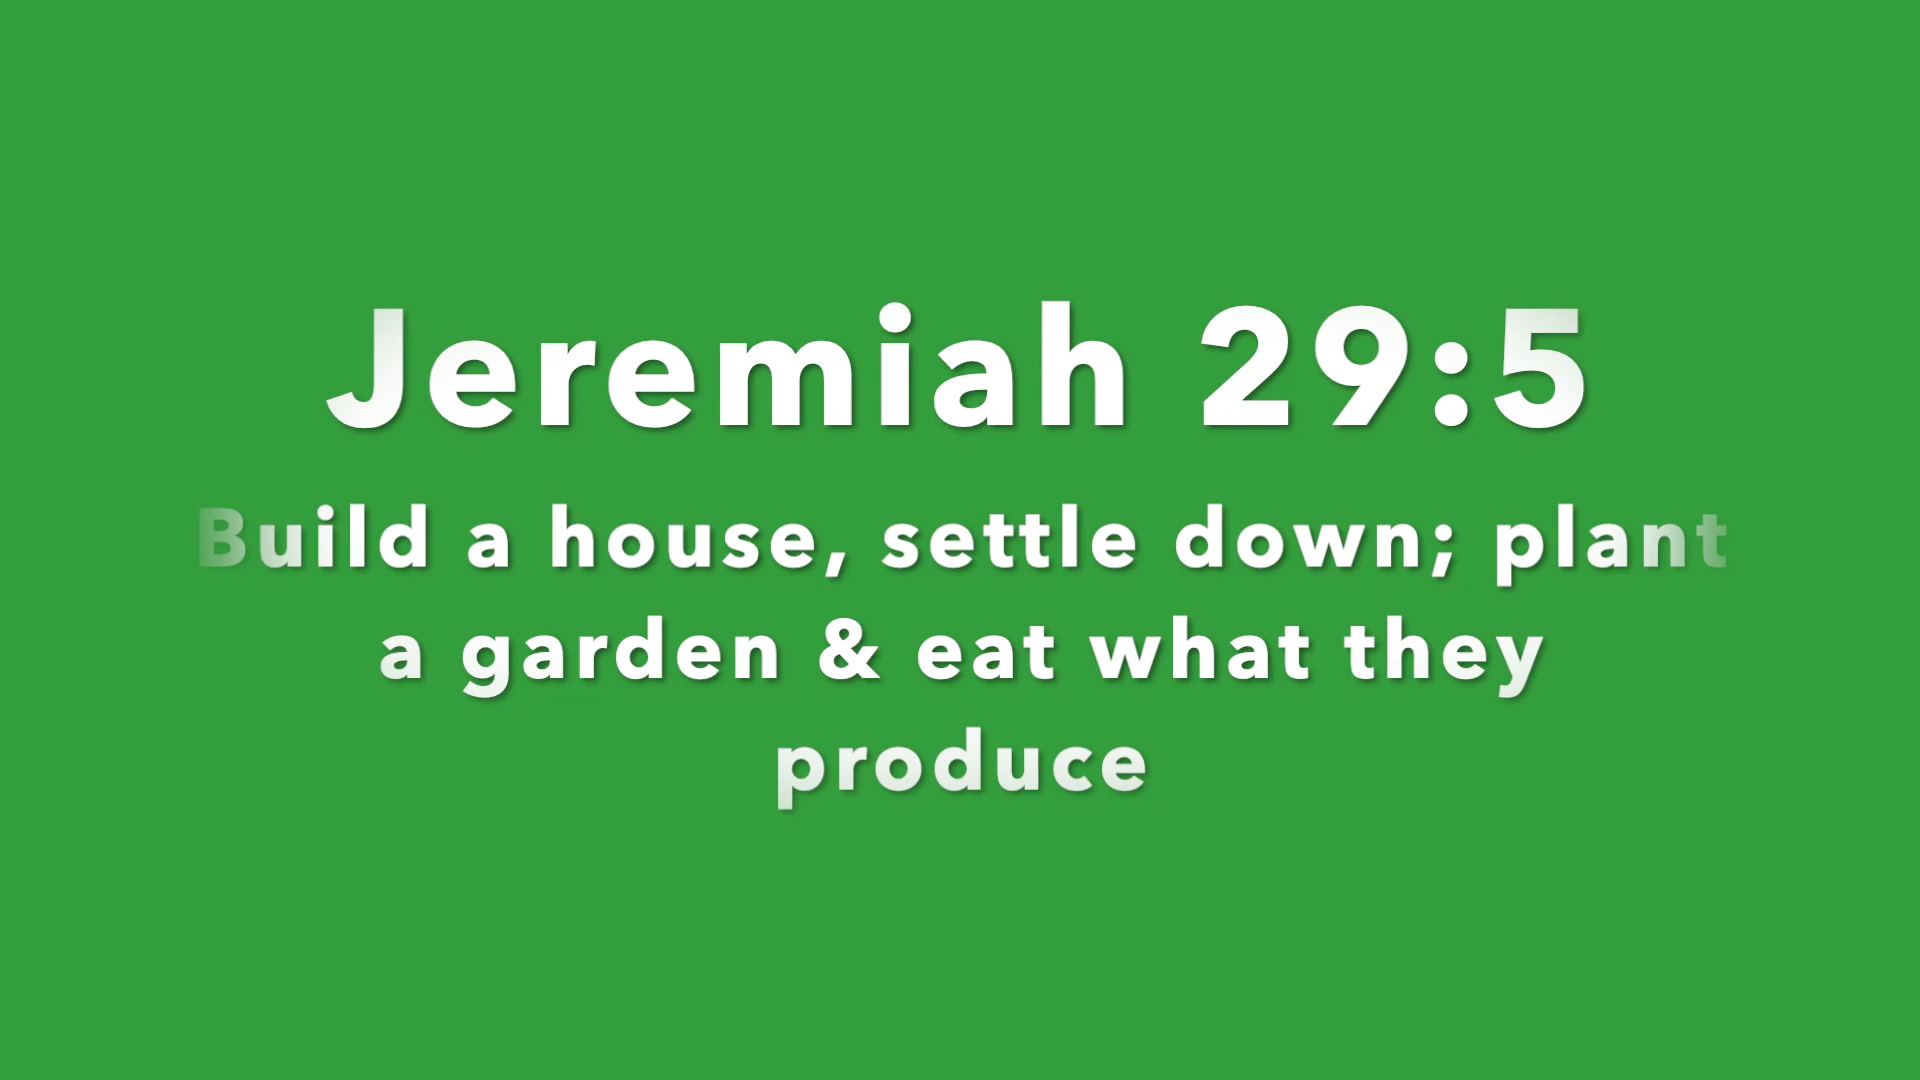 Jeremiah 29:5
Build a house, settle down; plant
a garden & eat what they
produce